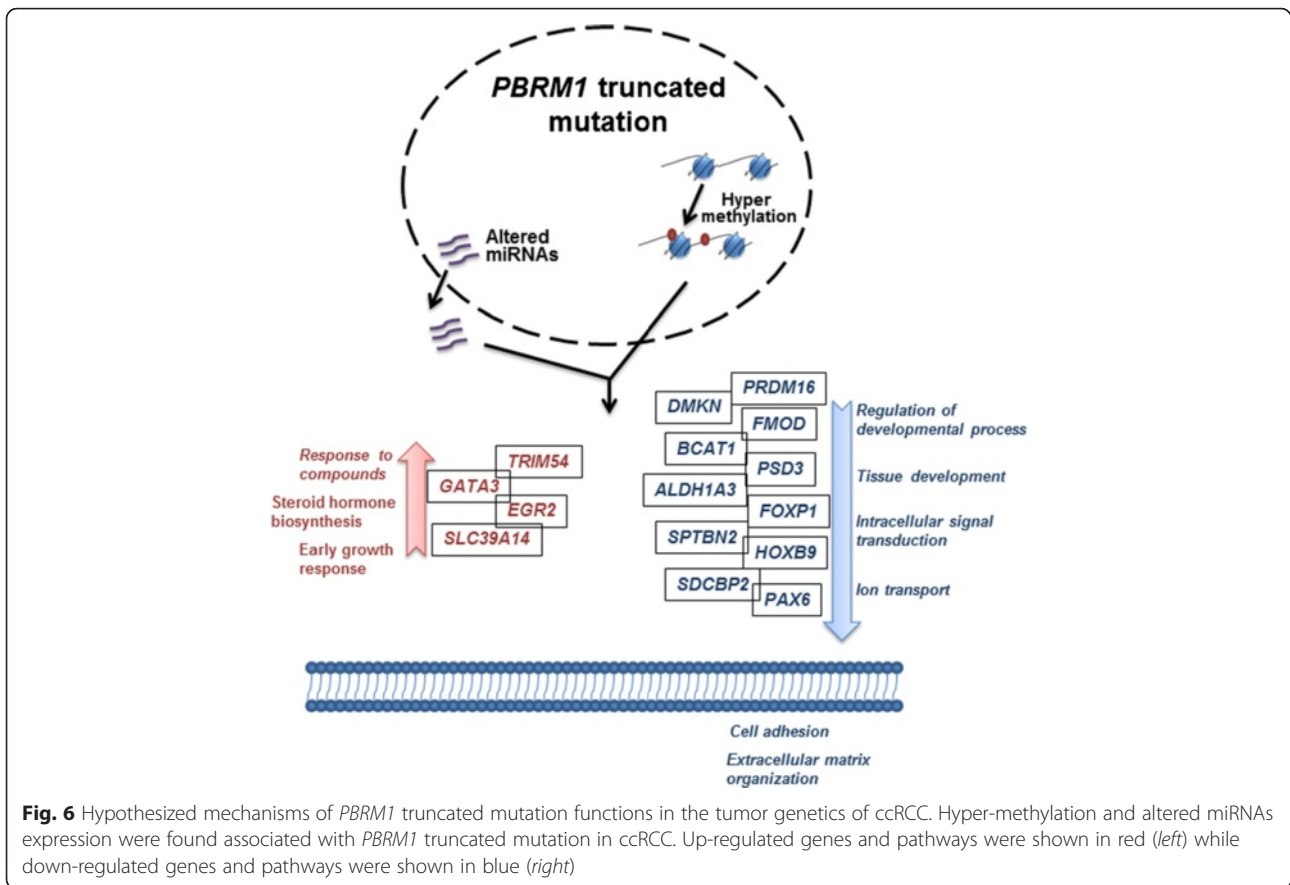 PBRM1 truncated
mutation
Hyper
methylation
Altered
miRNAs
Response to
compounds
Steroid hormone
biosynthesis
Early growth
response
TRIM54
GATA3
EGR2
SLC39A14
PRDM16
DMKN
FMOD
BCAT1
PSD3
ALDH1A3
FOXP1
SPTBN2
HOXB9
SDCBP2
PAX6
Regulation of
developmental process
Tissue development
Intracellular signal
transduction
Ion transport
Cell adhesion
Extracellular matrix
organization
Fig. 6 Hypothesized mechanisms of PBRM1 truncated mutation functions in the tumor genetics of ccRCC. Hyper-methylation and altered miRNAs
expression were found associated with PBRM1 truncated mutation in ccRCC. Up-regulated genes and pathways were shown in red (left) while
down-regulated genes and pathways were shown in blue (right)